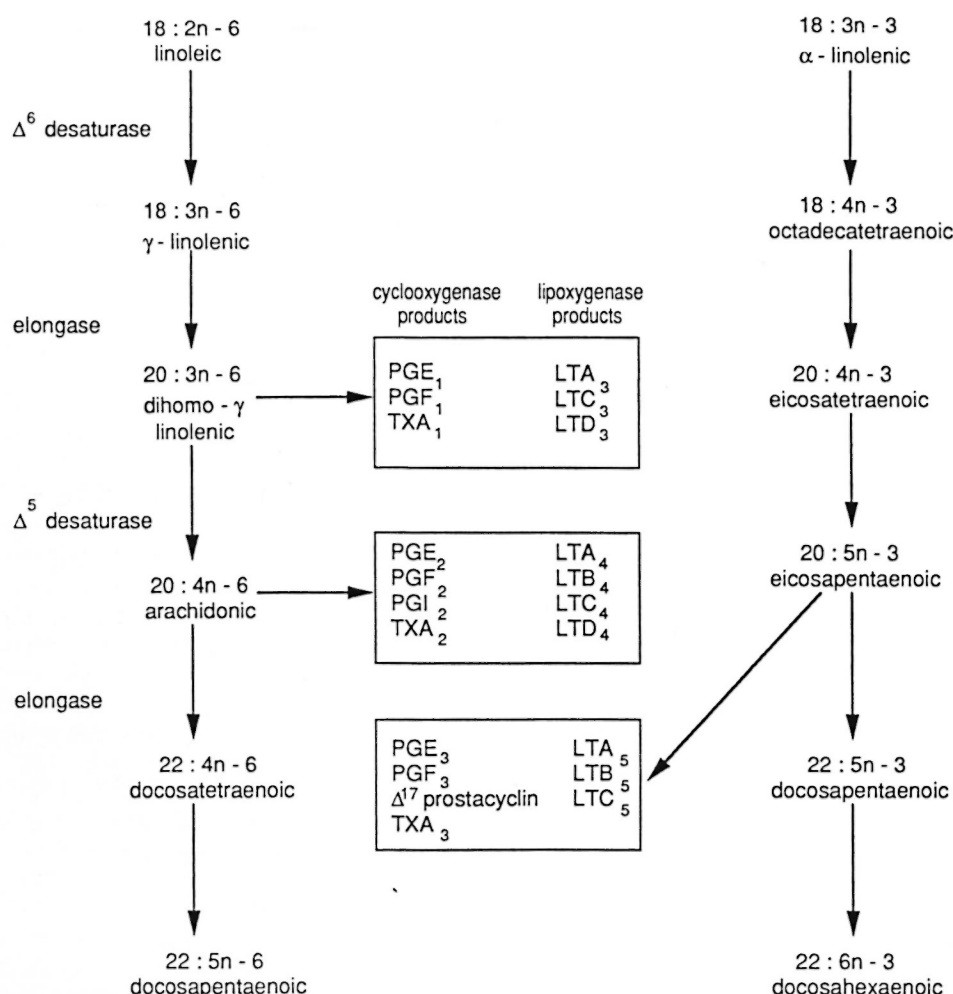 18 : 2n - 6
linoleic
18 : 3n - 3
α - linolenic
Δ⁶ desaturase
18 : 3n - 6
γ - linolenic
18 : 4n - 3
octadecatetraenoic
cyclooxygenase
products
lipoxygenase
products
elongase
20 : 3n - 6
dihomo - γ
linolenic
PGE₁
PGF₁
TXA₁
LTA₃
LTC₃
LTD₃
20 : 4n - 3
eicosatetraenoic
Δ⁵ desaturase
20 : 4n - 6
arachidonic
PGE₂
PGF₂
PGI₂
TXA₂
LTA₄
LTB₄
LTC₄
LTD₄
20 : 5n - 3
eicosapentaenoic
elongase
22 : 4n - 6
docosatetraenoic
PGE₃
PGF₃
Δ¹⁷ prostacyclin
TXA₃
LTA₅
LTB₅
LTC₅
22 : 5n - 3
docosapentaenoic
22 : 5n - 6
docosapentaenoic
22 : 6n - 3
docosahexaenoic